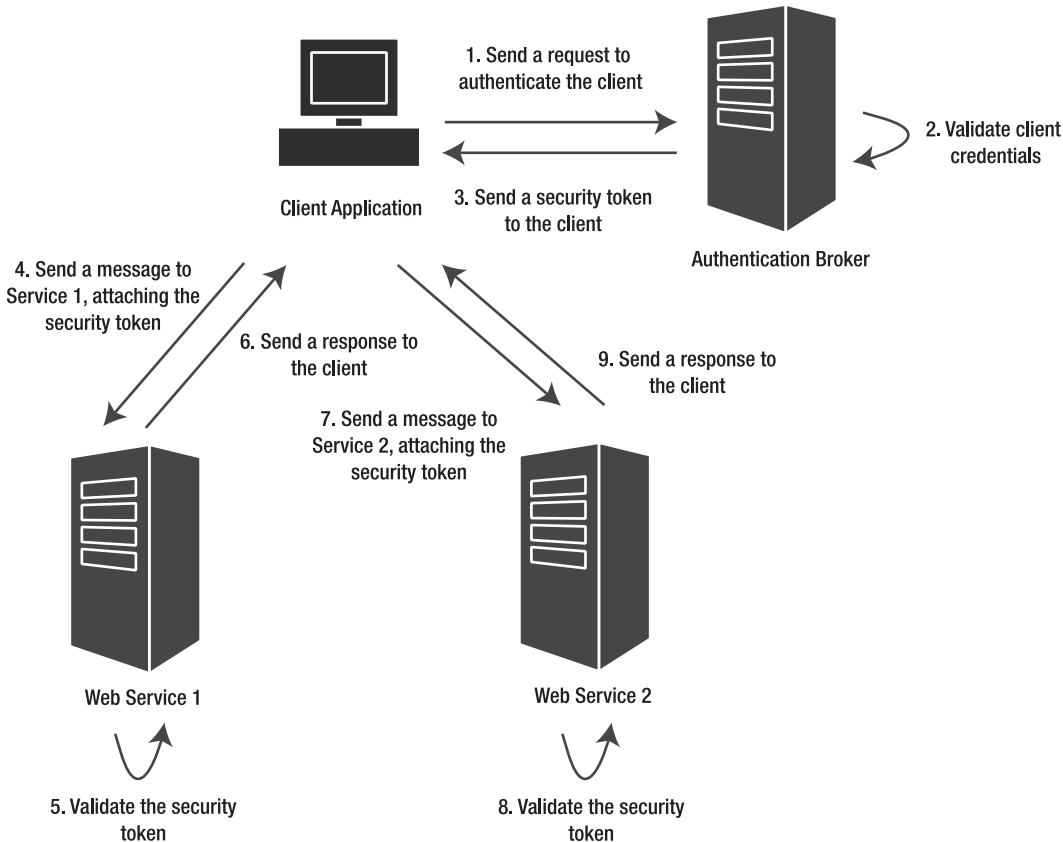 1. Send a request to
authenticate the client
2. Validate client
credentials
3. Send a security token
to the client
Client Application
Authentication Broker
4. Send a message to
Service 1, attaching the
security token
6. Send a response to
the client
9. Send a response to
the client
7. Send a message to
Service 2, attaching the
security token
Web Service 1
Web Service 2
5. Validate the security
token
8. Validate the security
token